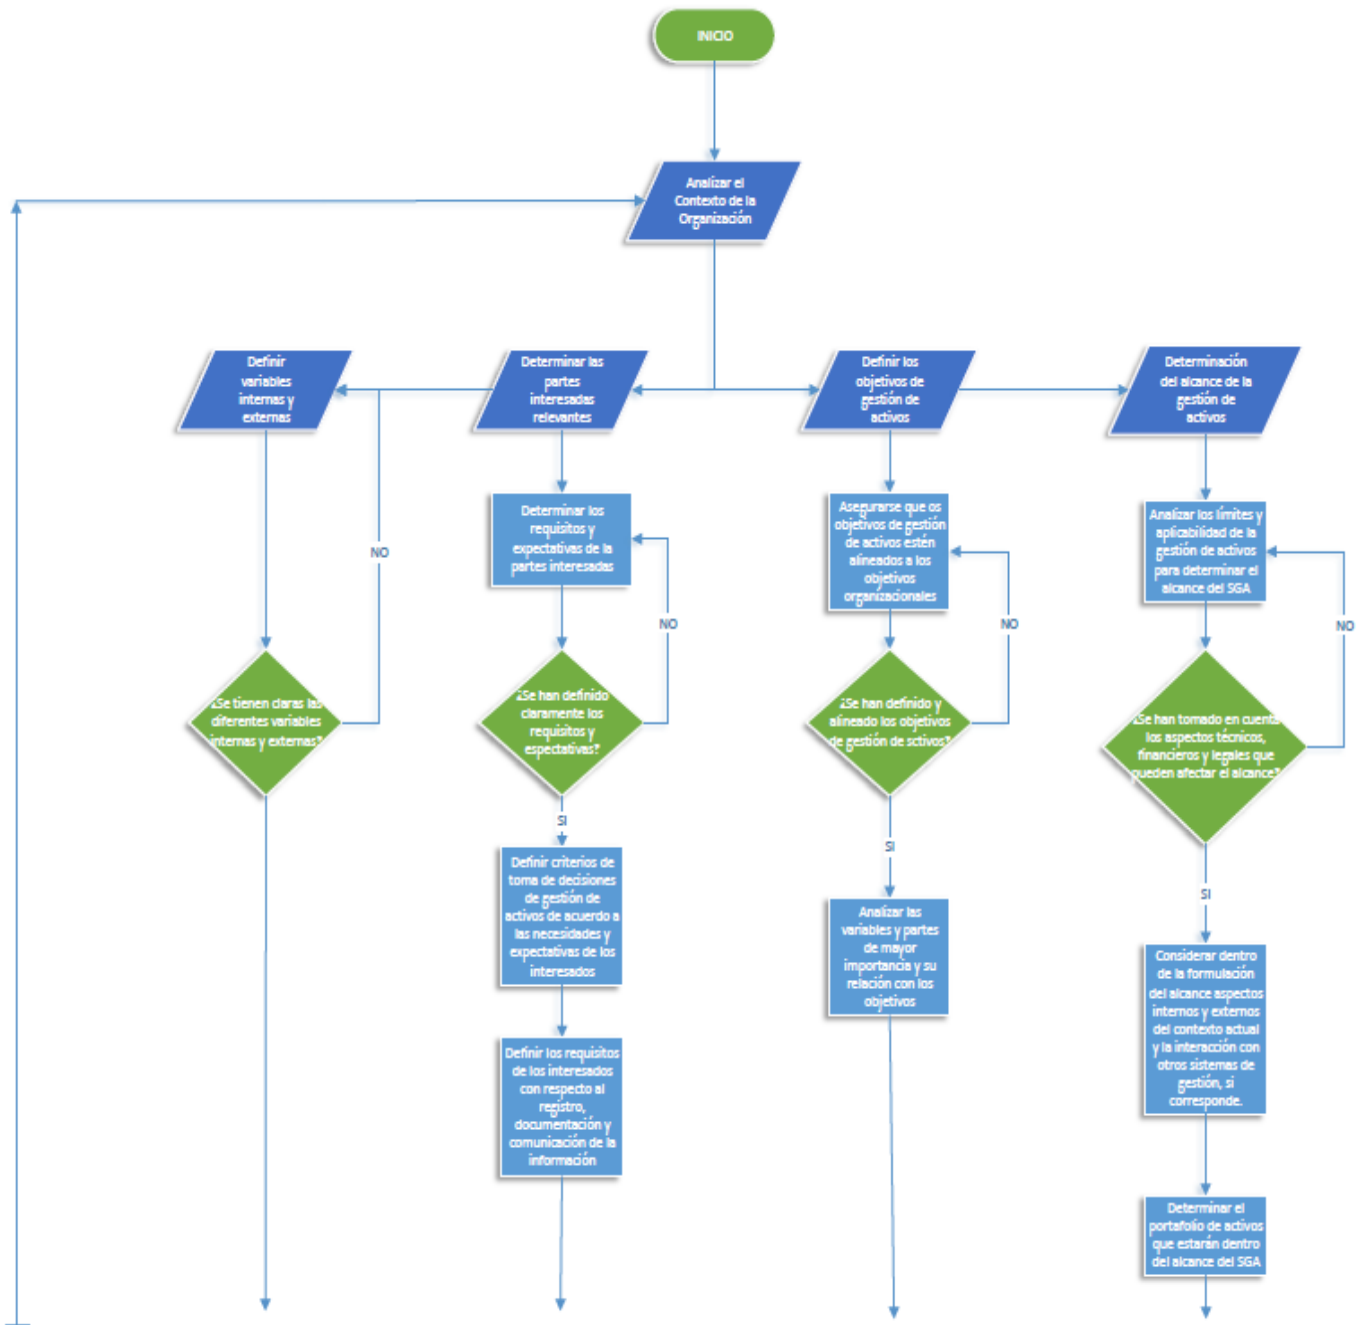 INICIO
Analizar el
Contexto de la
Organización
Definir
variables
internas y
externas
Determinar las
partes
interesadas
relevantes
Definir los
objetivos de
gestión de
activos
Determinación
del alcance de la
gestión de
activos
Determinar los
requisitos y
expectativas de la
partes interesadas
Asegurarse que os
objetivos de gestión
de activos estén
alineados a los
objetivos
organizacionales
Analizar los límites y
aplicabilidad de la
gestión de activos
para determinar el
alcance del SGA
NO
NO
NO
NO
¿Se tienen claras las
diferentes variables
internas y externas?
¿Se han definido
claramente los
requisitos y
espectativas?
¿Se han definido y
alineado los objetivos
de gestión de sctivos?
¿Se han tomado en cuenta
los aspectos técnicos,
financieros y legales que
pueden afectar el alcance?
SI
SI
SI
Definir criterios de
toma de decisiones
de gestión de
activos de acuerdo a
las necesidades y
expectativas de los
interesados
Analizar las
variables y partes
de mayor
importancia y su
relación con los
objetivos
Considerar dentro
de la formulación
del alcance aspectos
internos y externos
del contexto actual
y la interacción con
otros sistemas de
gestión, si
corresponde.
Definir los requisitos
de los interesados
con respecto al
registro,
documentación y
comunicación de la
información
Determinar el
portafolio de activos
que estarán dentro
del alcance del SGA